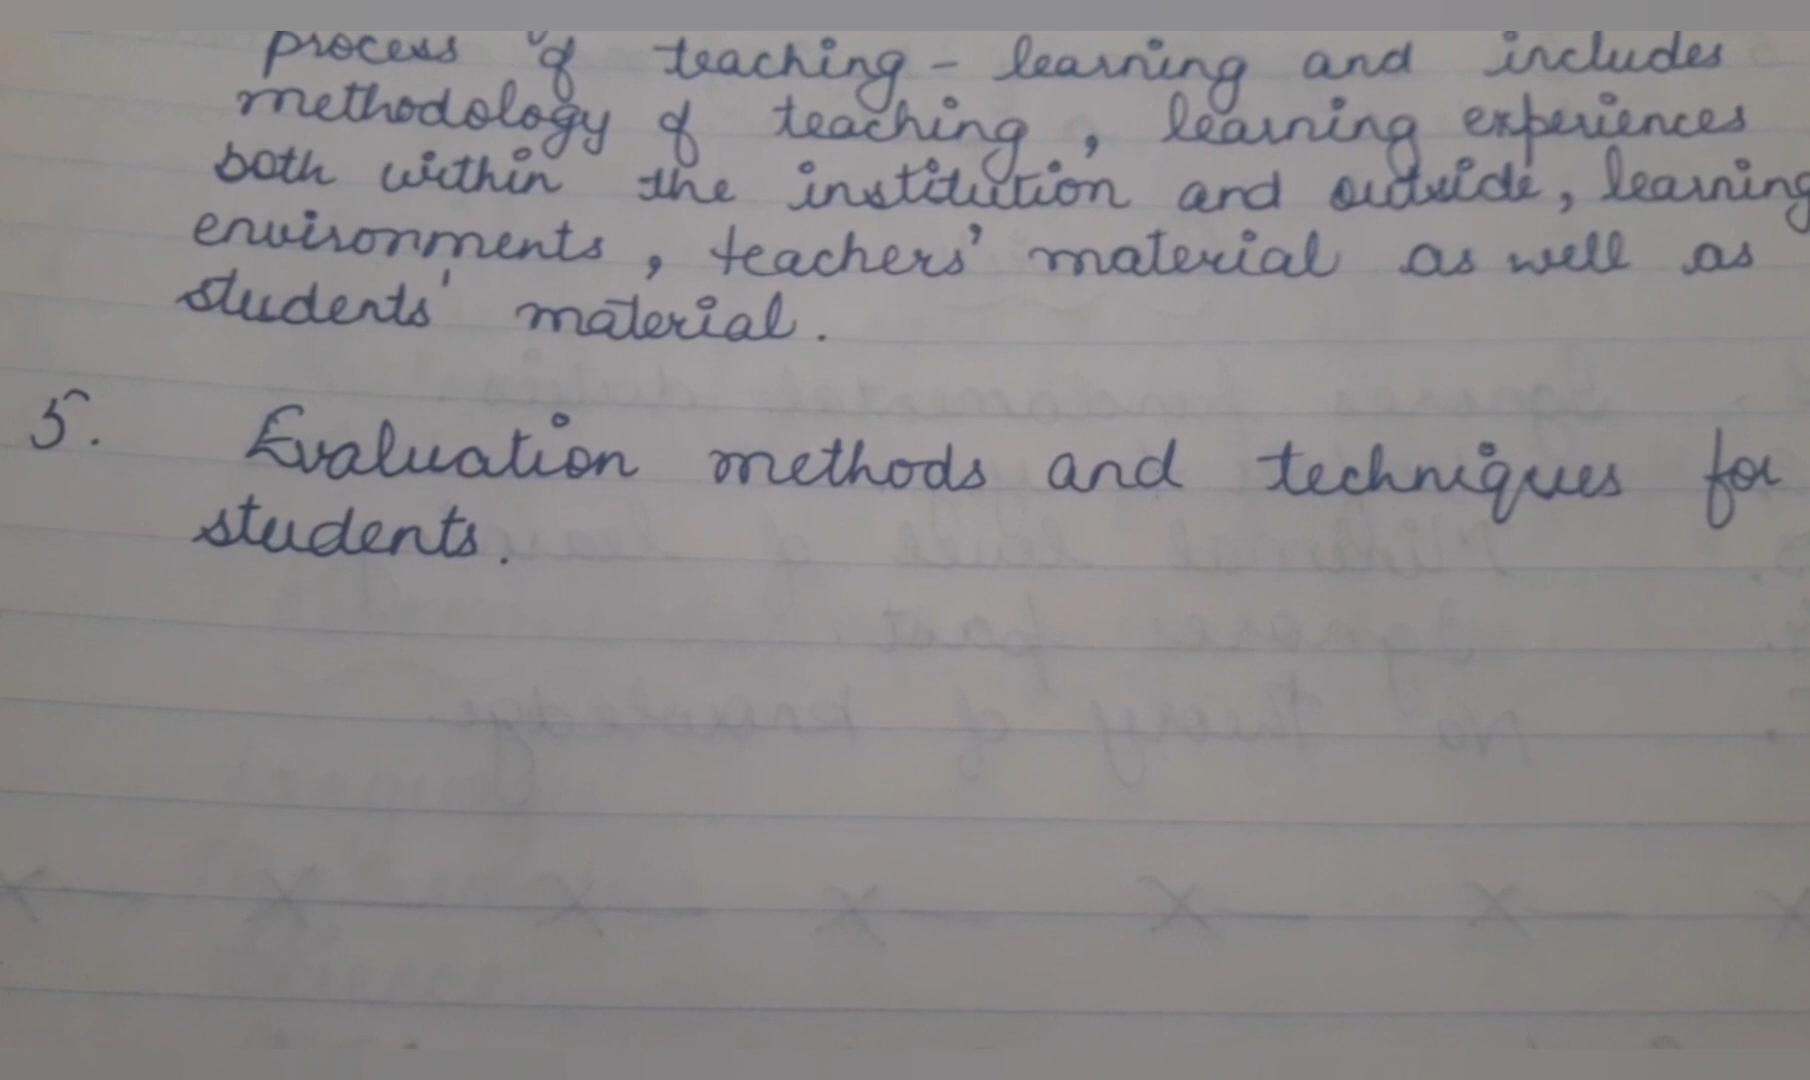 process of teaching - learning and includes
methodology of teaching, learning experiences
both within the institution and outside, learning
environments, teachers' material as well as
students' material.
5. Evaluation methods and techniques for
students.